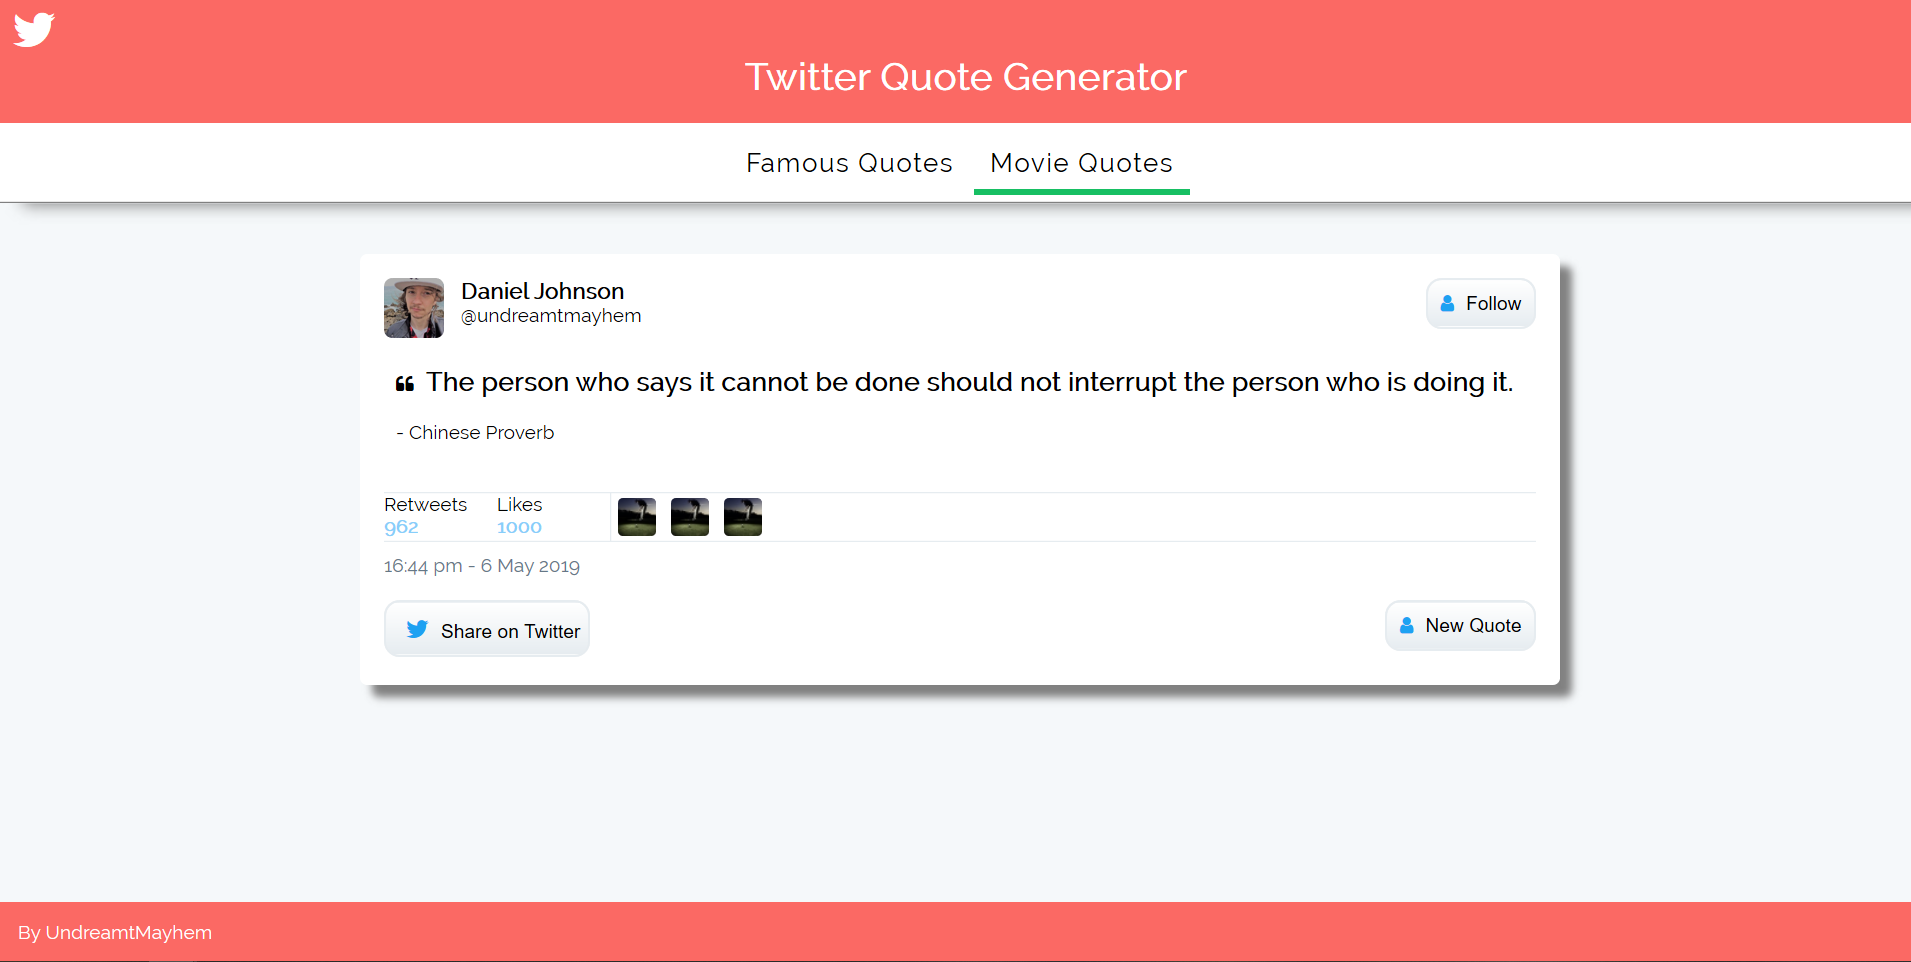 Twitter Quote Generator
Famous Quotes Movie Quotes
Daniel Johnson
@undreamtmayhem
Follow
❝ The person who says it cannot be done should not interrupt the person who is doing it.
- Chinese Proverb
Retweets Likes
962 1000
16:44 pm - 6 May 2019
Share on Twitter
New Quote
By UndreamtMayhem